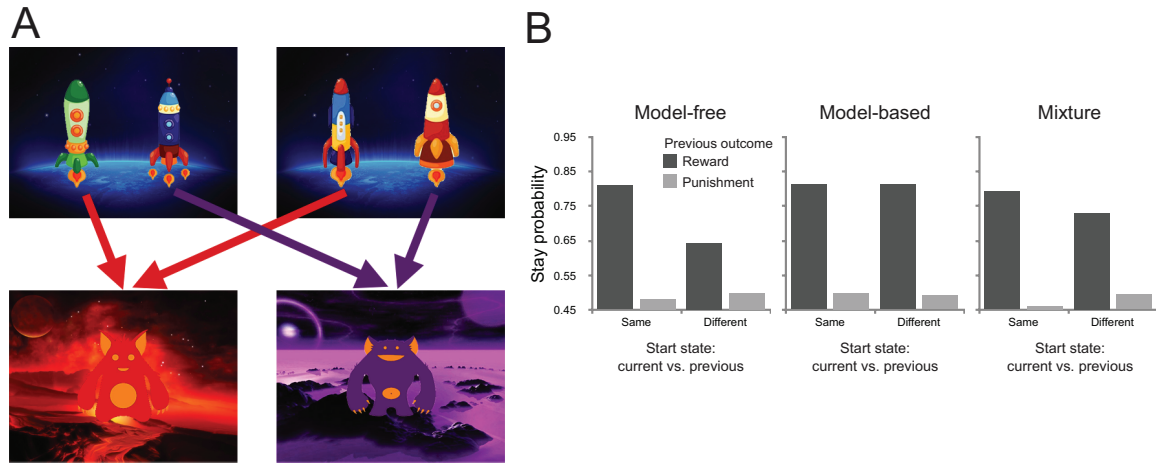 A
B
Model-free
Model-based
Mixture
Previous outcome
Reward
Punishment
Stay probability
0.95
0.85
0.75
0.65
0.55
0.45
Same
Different
Same
Different
Same
Different
Start state:
current vs. previous
Start state:
current vs. previous
Start state:
current vs. previous